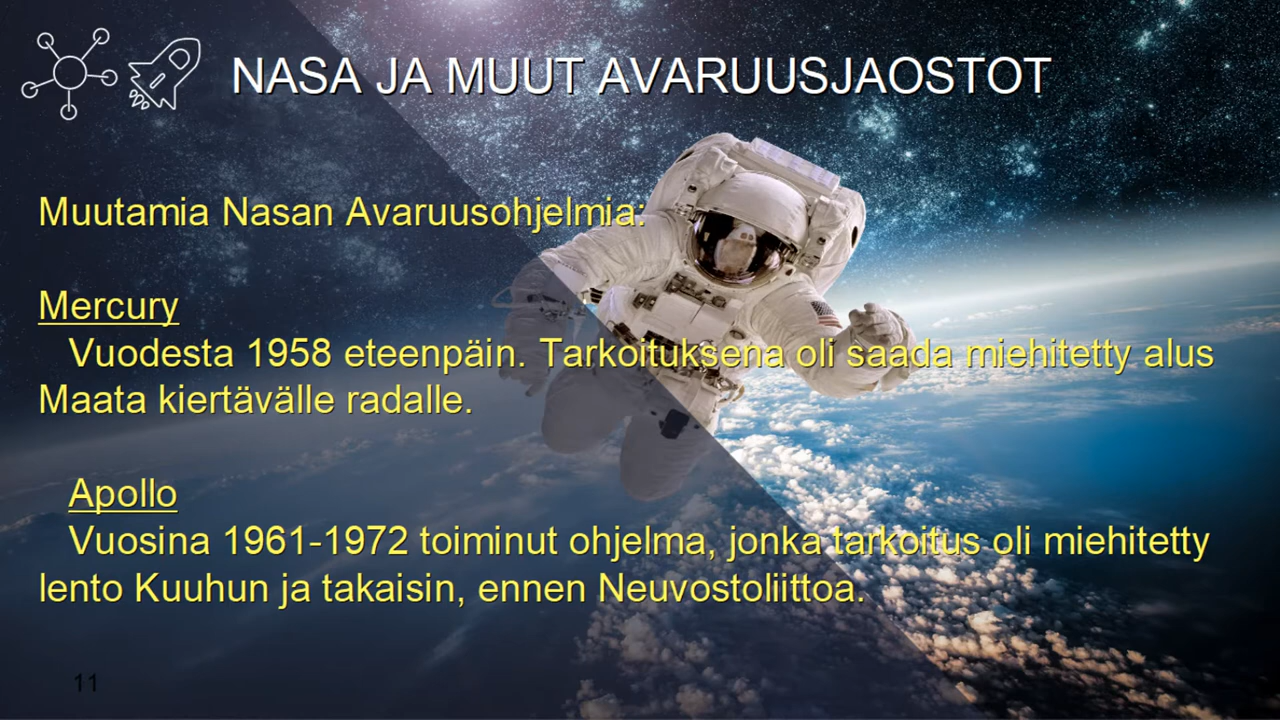 NASA JA MUUT AVARUUSJAOSTOT
Muutamia Nasan Avaruusohjelmia:
Mercury
Vuodesta 1958 eteenpäin. Tarkoituksena oli saada miehitetty alus
Maata kiertävälle radalle.
Apollo
Vuosina 1961-1972 toiminut ohjelma, jonka tarkoitus oli miehitetty
lento Kuuhun ja takaisin, ennen Neuvostoliittoa.
11